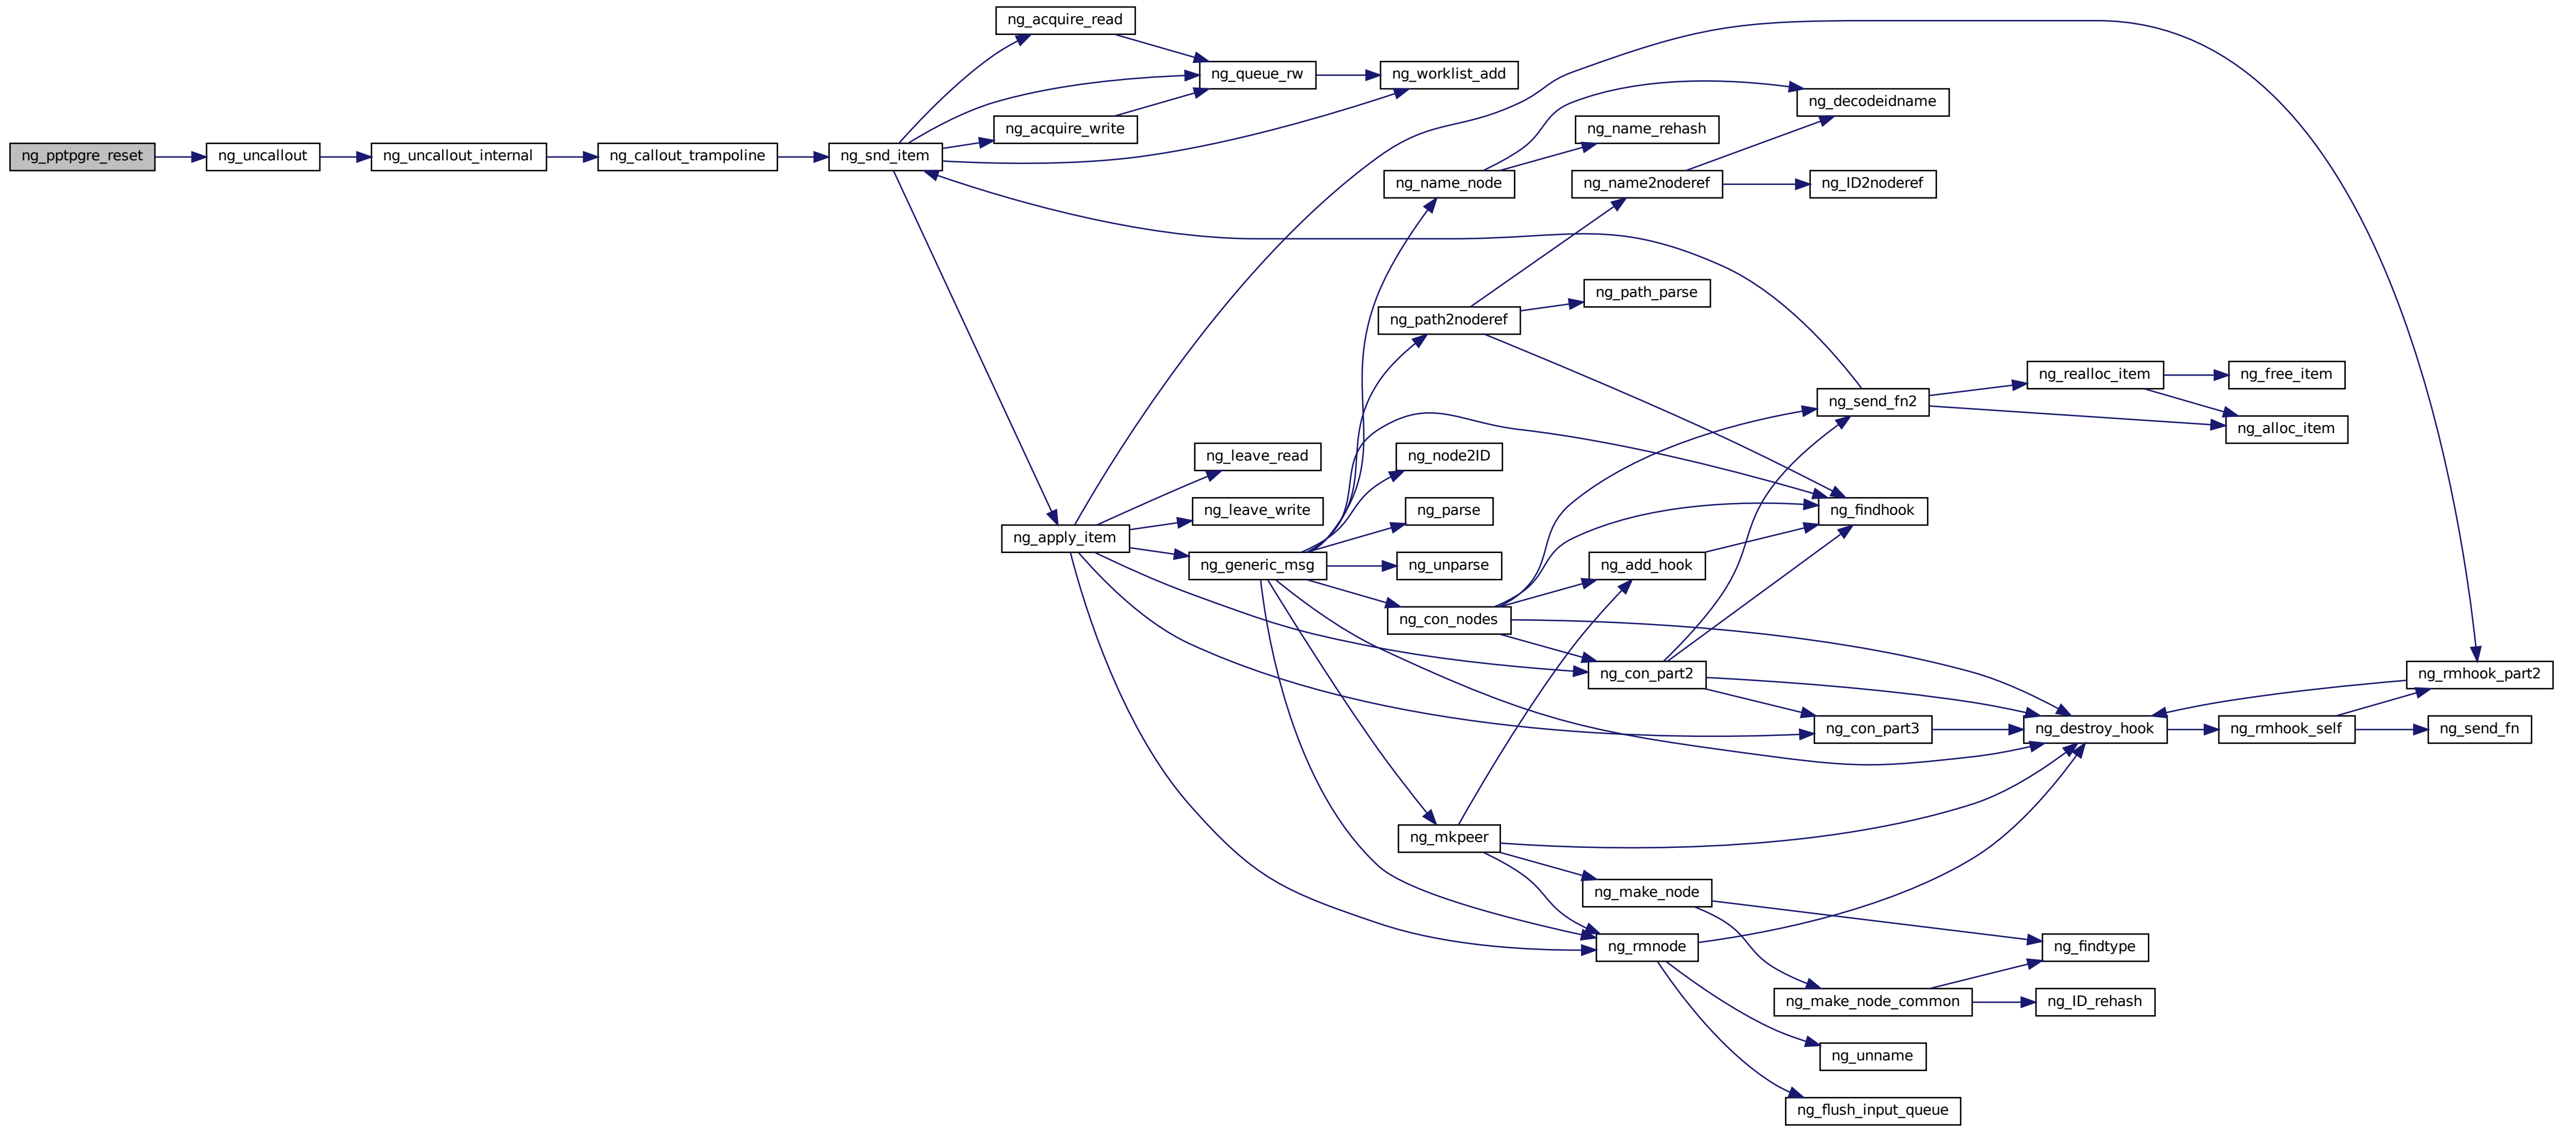 ng_acquire_read
ng_queue_rw
ng_worklist_add
ng_decodeidname
ng_acquire_write
ng_name_rehash
ng_pptpgre_reset
ng_uncallout
ng_uncallout_internal
ng_callout_trampoline
ng_snd_item
ng_name_node
ng_name2noderef
ng_ID2noderef
ng_path_parse
ng_path2noderef
ng_realloc_item
ng_free_item
ng_send_fn2
ng_alloc_item
ng_leave_read
ng_node2ID
ng_leave_write
ng_parse
ng_findhook
ng_apply_item
ng_generic_msg
ng_unparse
ng_add_hook
ng_con_nodes
ng_con_part2
ng_rmhook_part2
ng_con_part3
ng_destroy_hook
ng_rmhook_self
ng_send_fn
ng_mkpeer
ng_make_node
ng_rmnode
ng_findtype
ng_make_node_common
ng_ID_rehash
ng_unname
ng_flush_input_queue